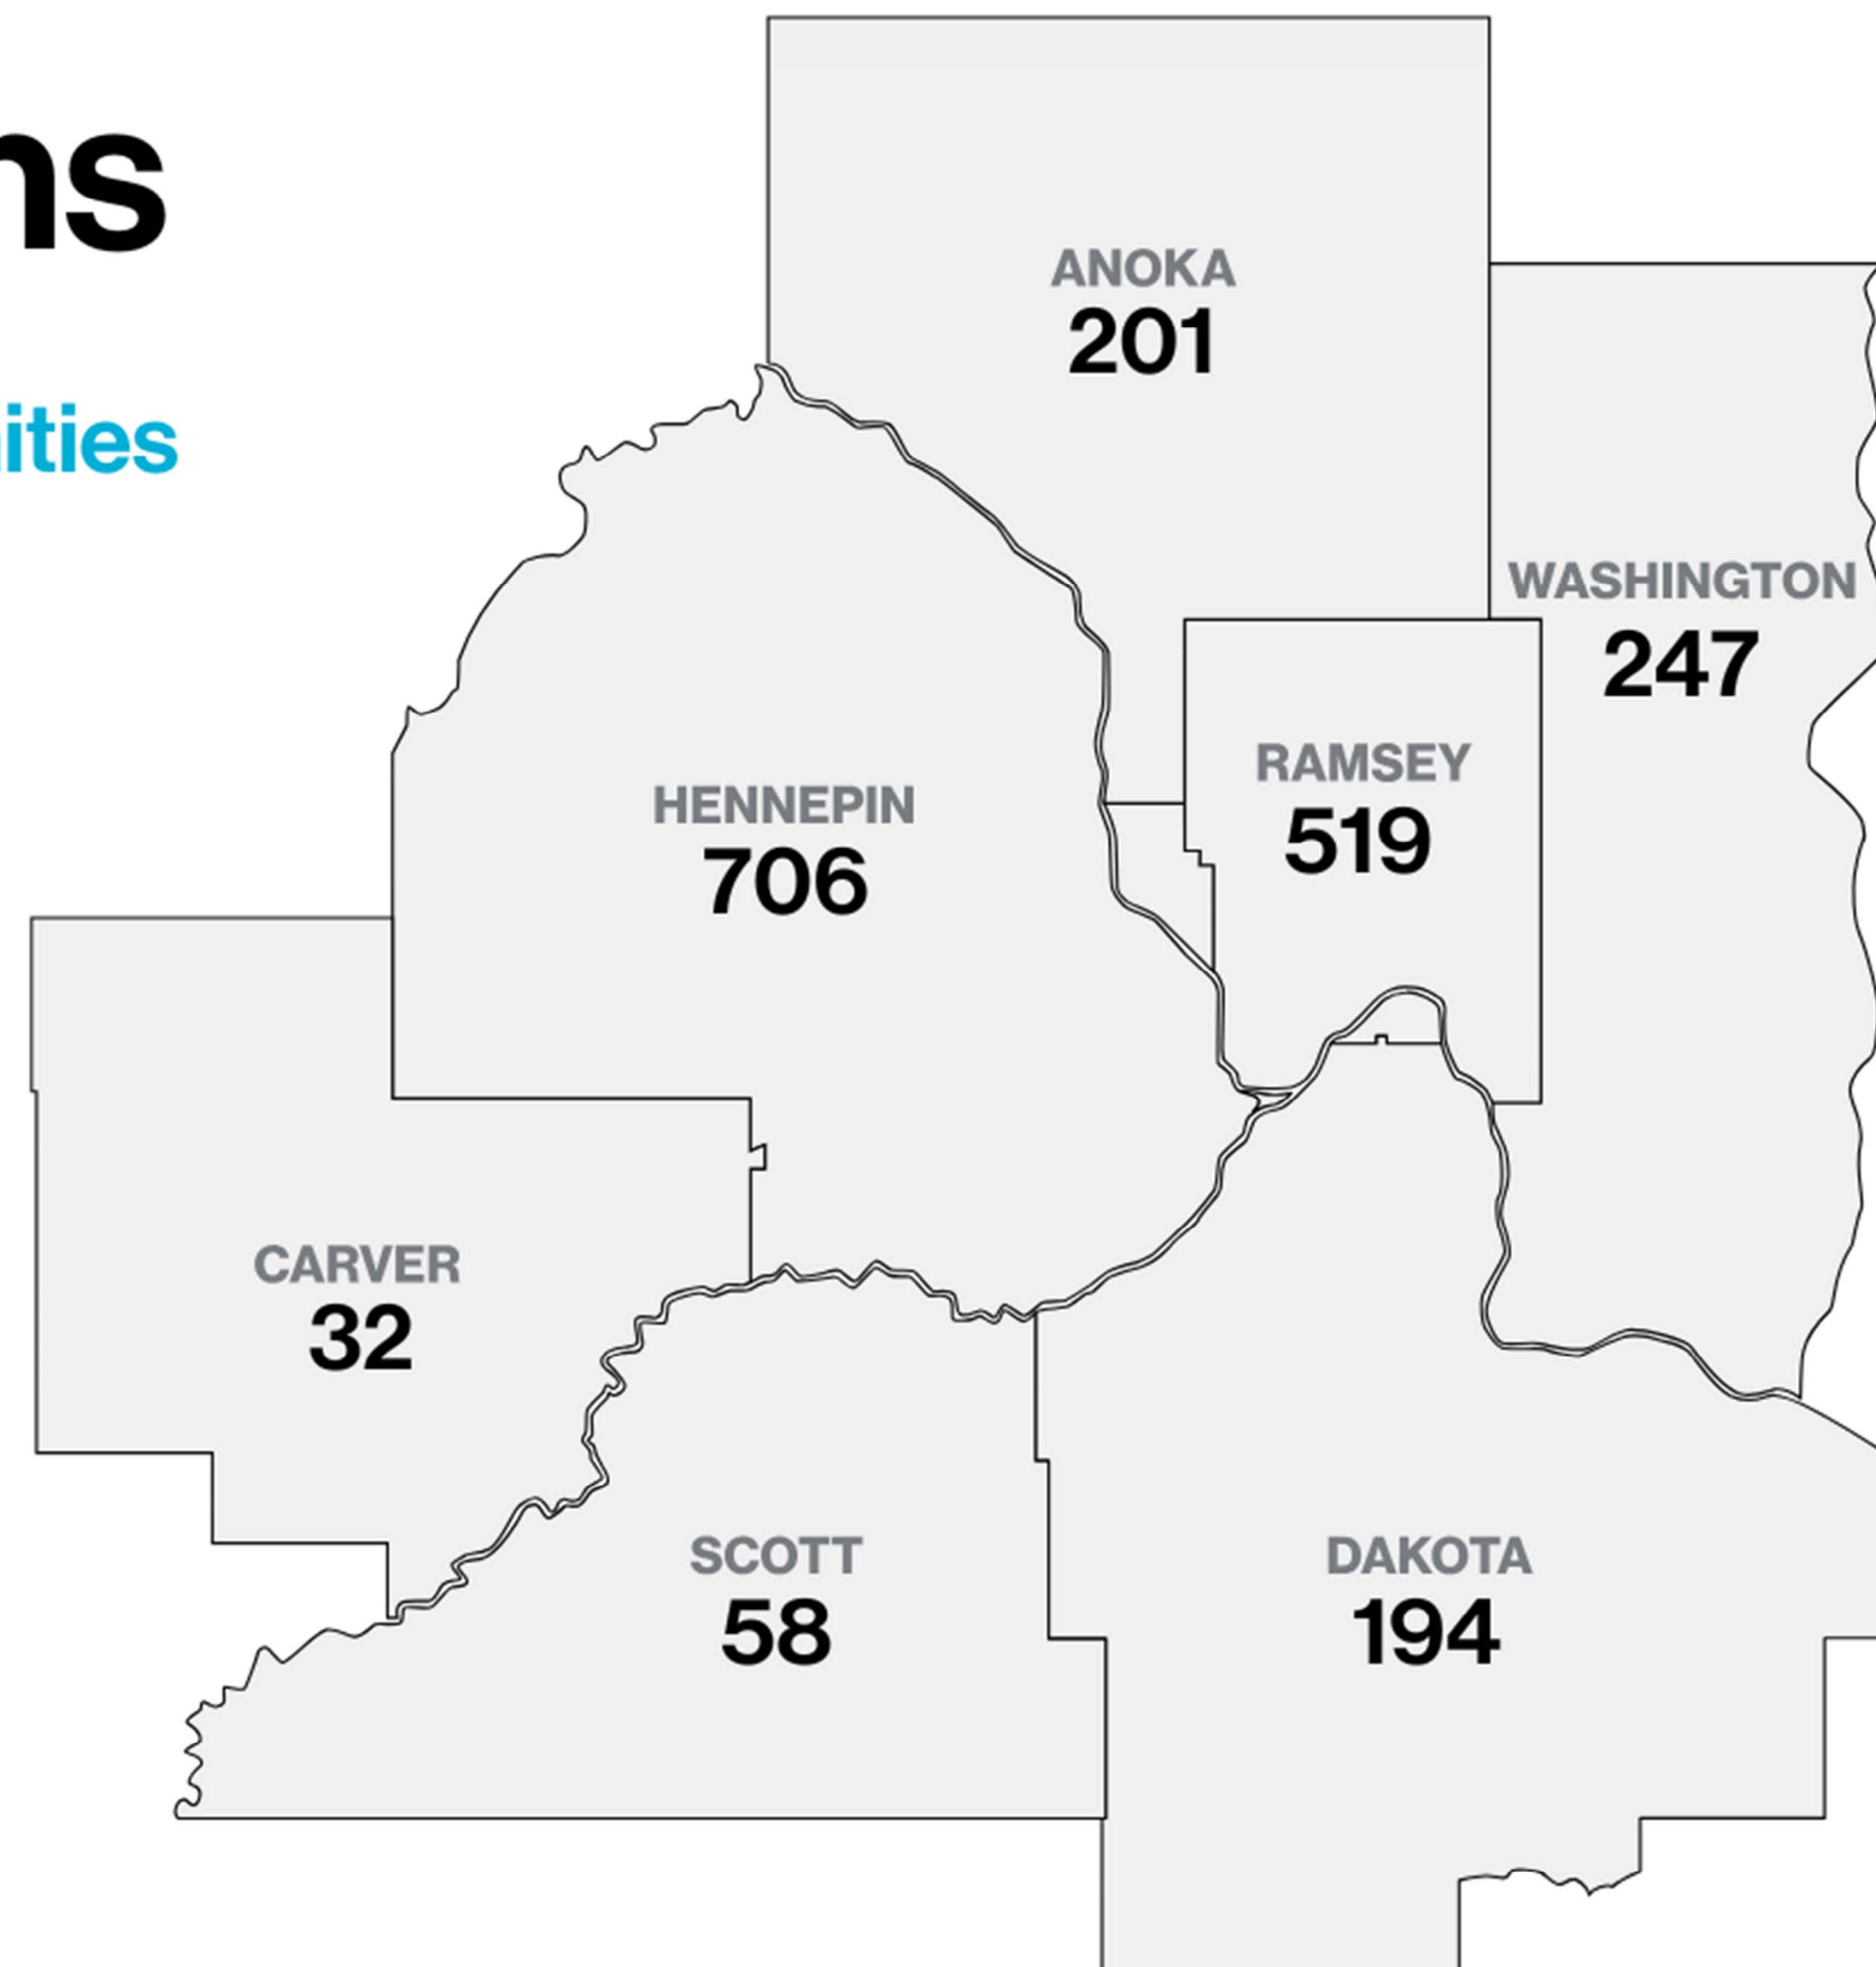 ns
ities
ANOKA
201
WASHINGTON
247
RAMSEY
519
HENNEPIN
706
CARVER
32
SCOTT
58
DAKOTA
194